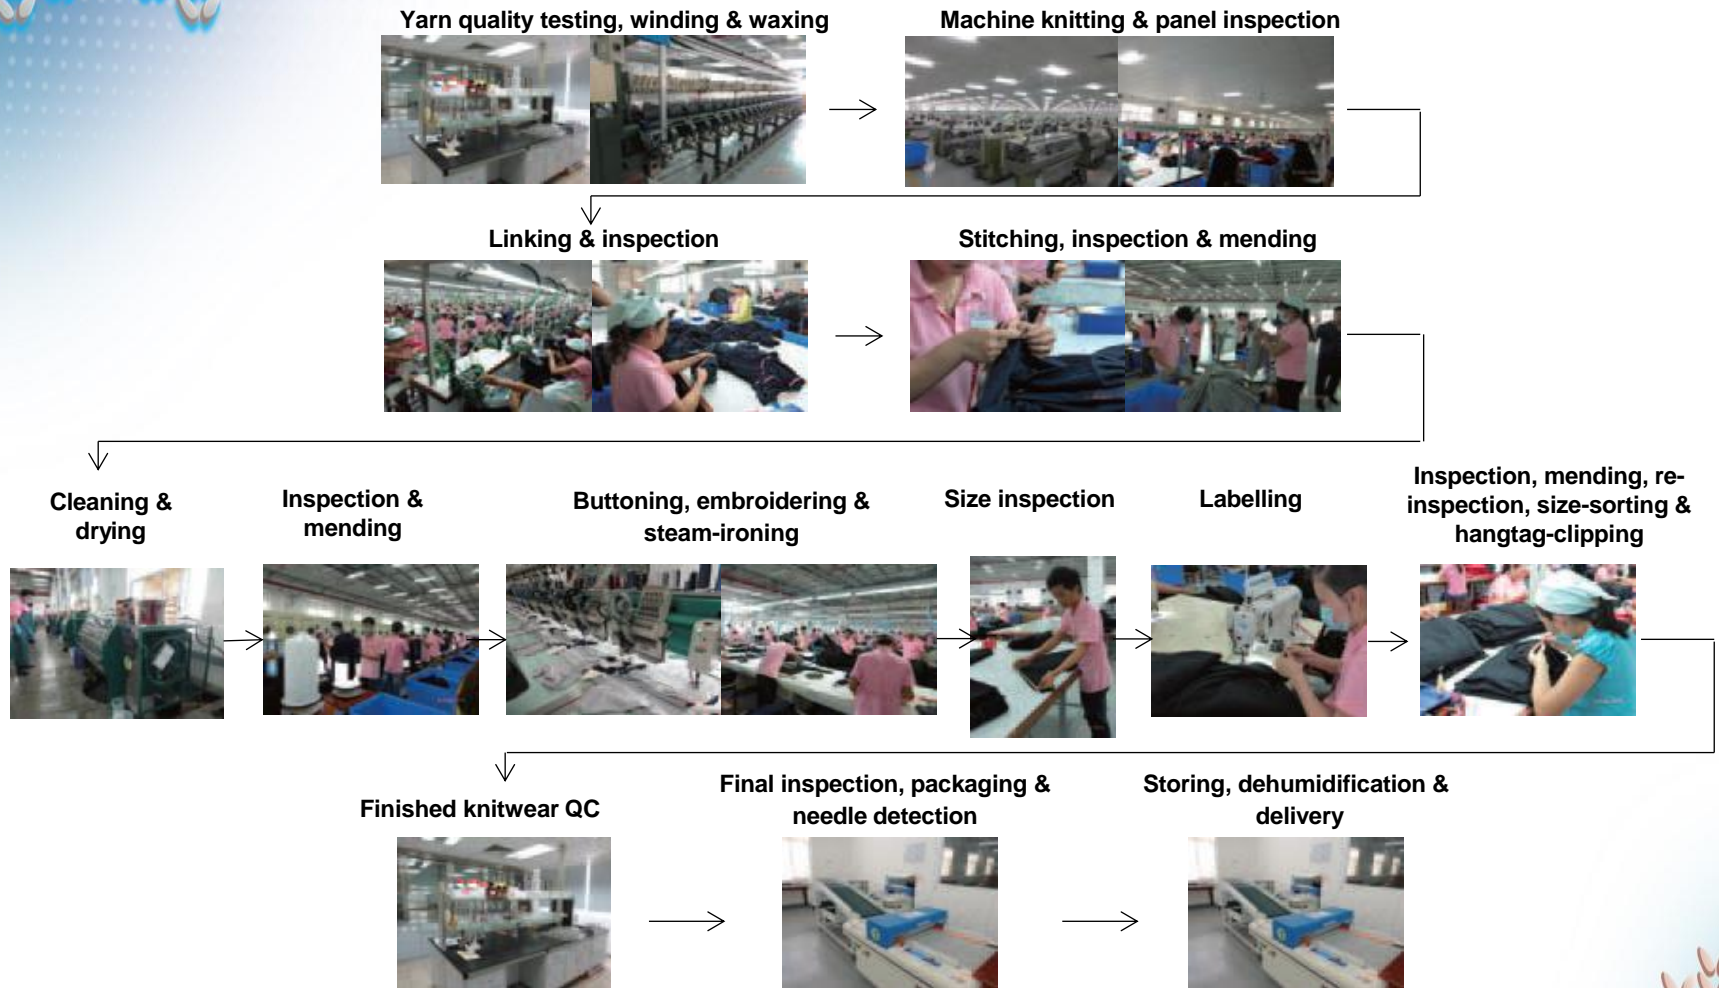 Yarn quality testing, winding & waxing
Machine knitting & panel inspection
Linking & inspection
Stitching, inspection & mending
Cleaning &
drying
Inspection &
mending
Buttoning, embroidering &
steam-ironing
Size inspection
Labelling
Inspection, mending, re-
inspection, size-sorting &
hangtag-clipping
Finished knitwear QC
Final inspection, packaging &
needle detection
Storing, dehumidification &
delivery